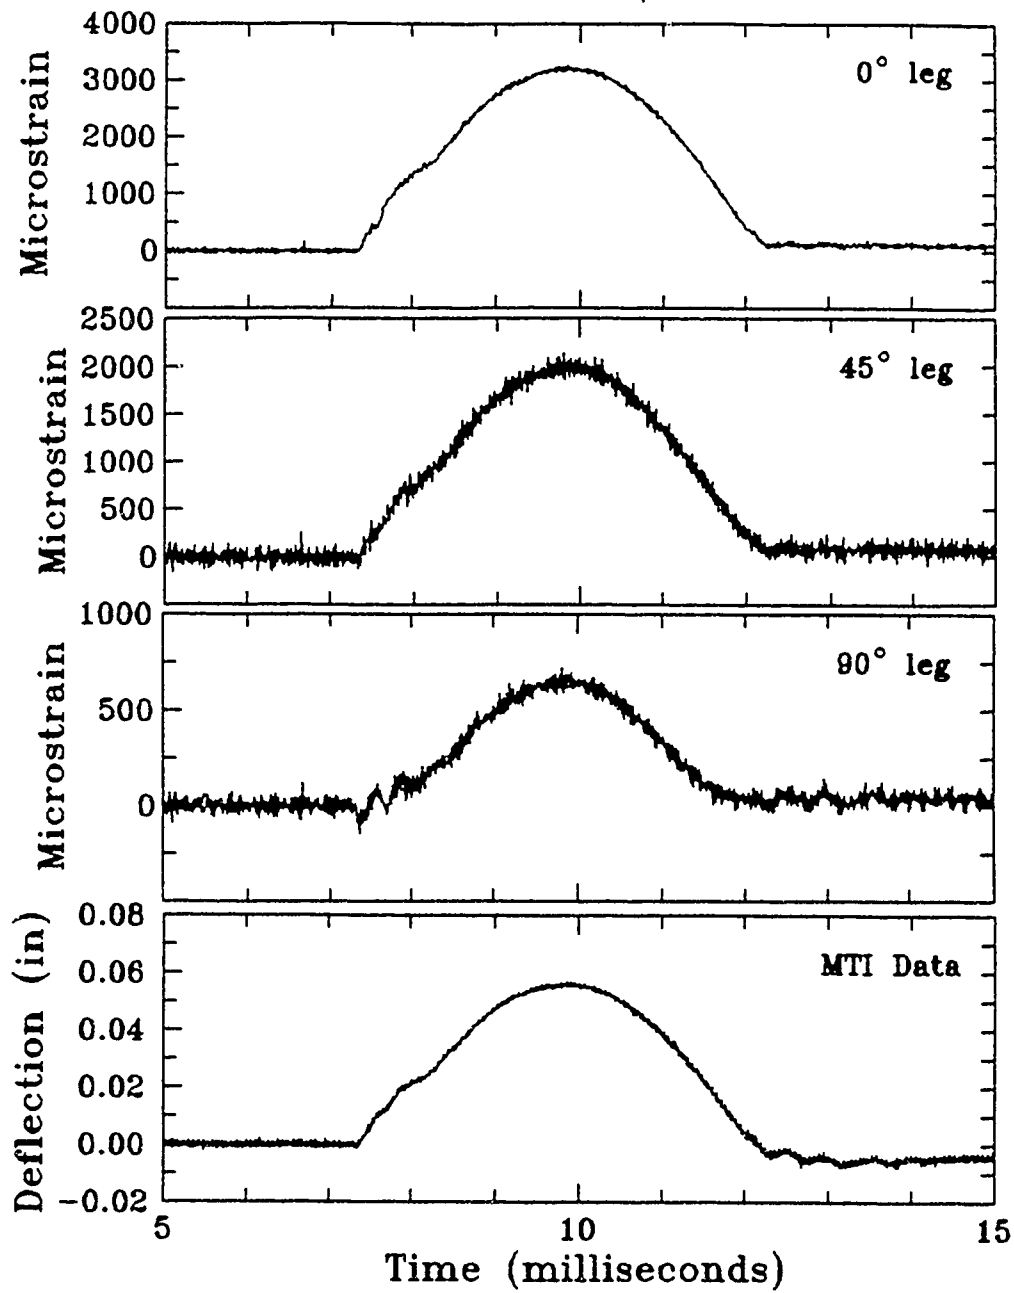 4000
3000
2000
1000
0
Microstrain
0° leg
2500
2000
1500
1000
500
0
Microstrain
45° leg
1000
500
0
Microstrain
90° leg
0.08
0.06
0.04
0.02
0.00
-0.02
Deflection (in)
MTI Data
5 10 15
Time (milliseconds)